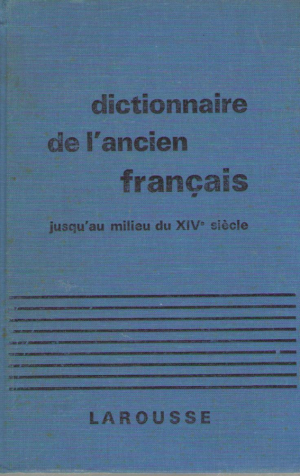 dictionnaire
de l'ancien
français
jusqu'au milieu du XIVᵉ siècle
LAROUSSE